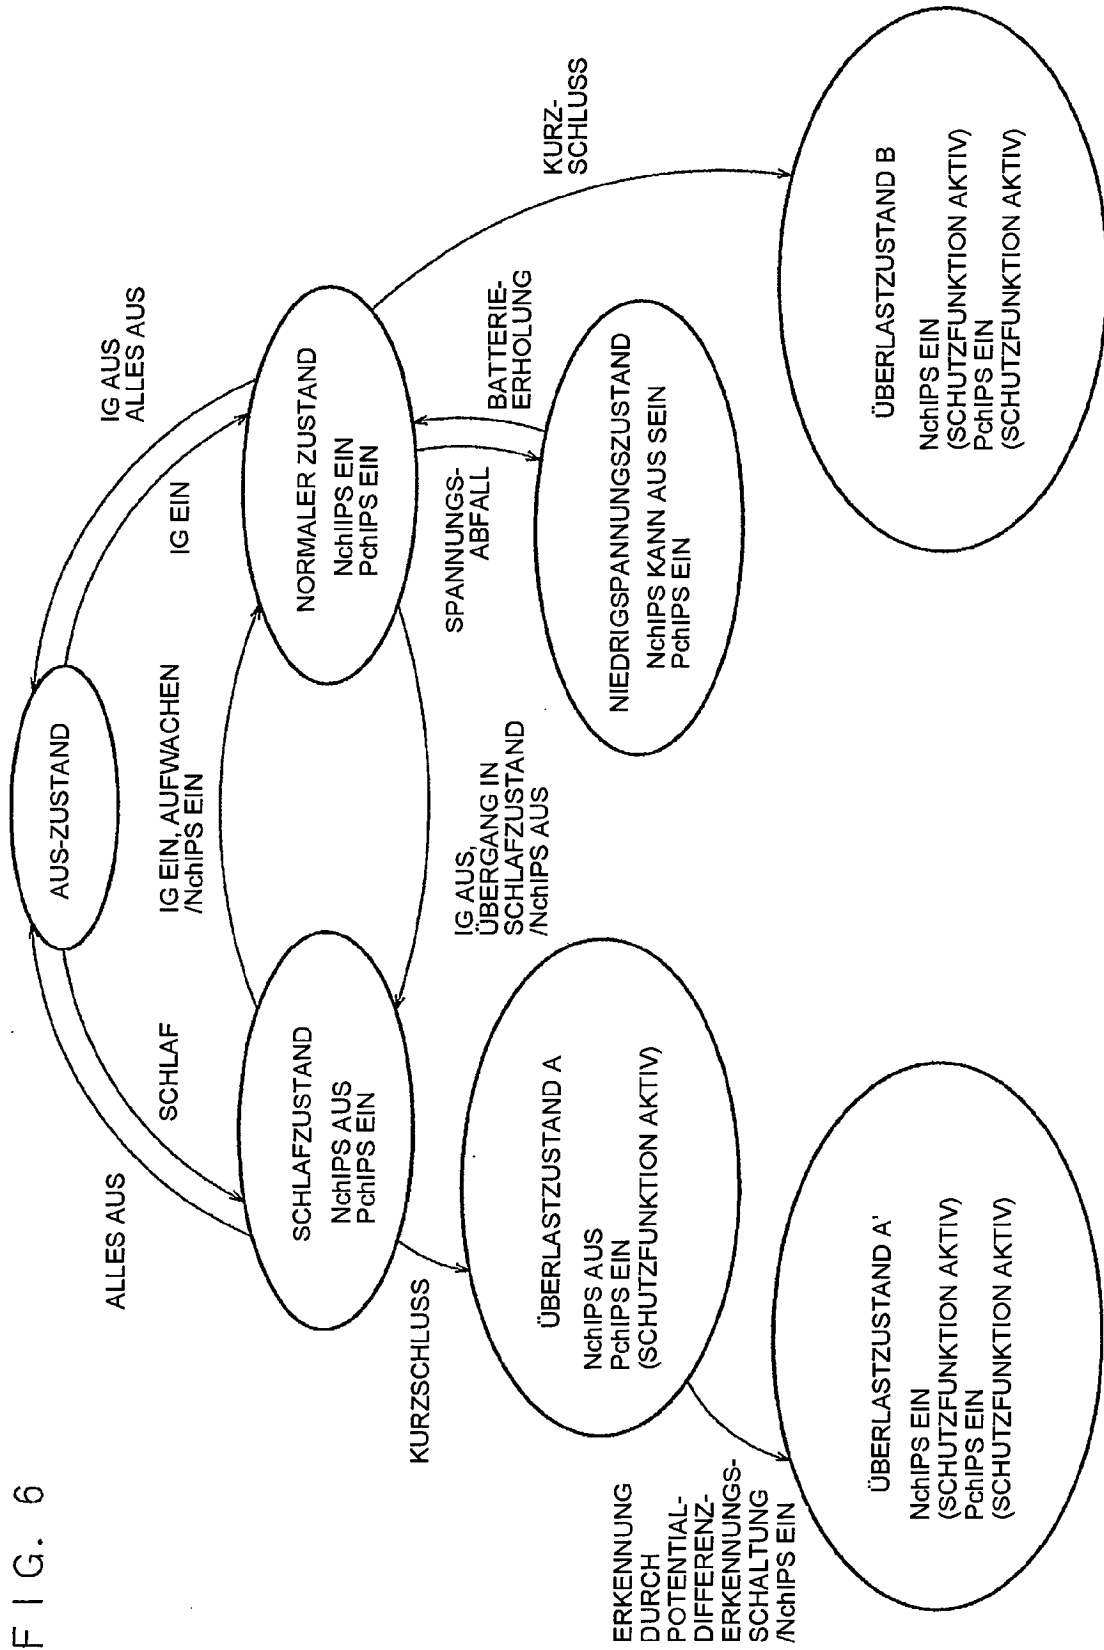 FIG. 6
AUS-ZUSTAND
ALLES AUS
SCHLAF
IG EIN
IG AUS
ALLES AUS
IG EIN, AUFWACHEN
/NchIPS EIN
SCHLAFZUSTAND
NchIPS AUS
PchIPS EIN
NORMALER ZUSTAND
NchIIPS EIN
PchIPS EIN
IG AUS,
ÜBERGANG IN
SCHLAFZUSTAND
/NchIPS AUS
SPANNUNGS-
ABFALL
BATTERIE-
ERHOLUNG
KURZ-
SCHLUSS
KURZSCHLUSS
ÜBERLASTZUSTAND A
NchIPS AUS
PchIPS EIN
(SCHUTZFUNKTION AKTIV)
NIEDRIGSPANNUNGSZUSTAND
NchIPS KANN AUS SEIN
PchIPS EIN
ERKENNUNG
DURCH
POTENTIAL-
DIFFERENZ-
ERKENNUNGS-
SCHALTUNG
/NchIPS EIN
ÜBERLASTZUSTAND A'
NchIPS EIN
(SCHUTZFUNKTION AKTIV)
PchIPS EIN
(SCHUTZFUNKTION AKTIV)
ÜBERLASTZUSTAND B
NchIPS EIN
(SCHUTZFUNKTION AKTIV)
PchIPS EIN
(SCHUTZFUNKTION AKTIV)